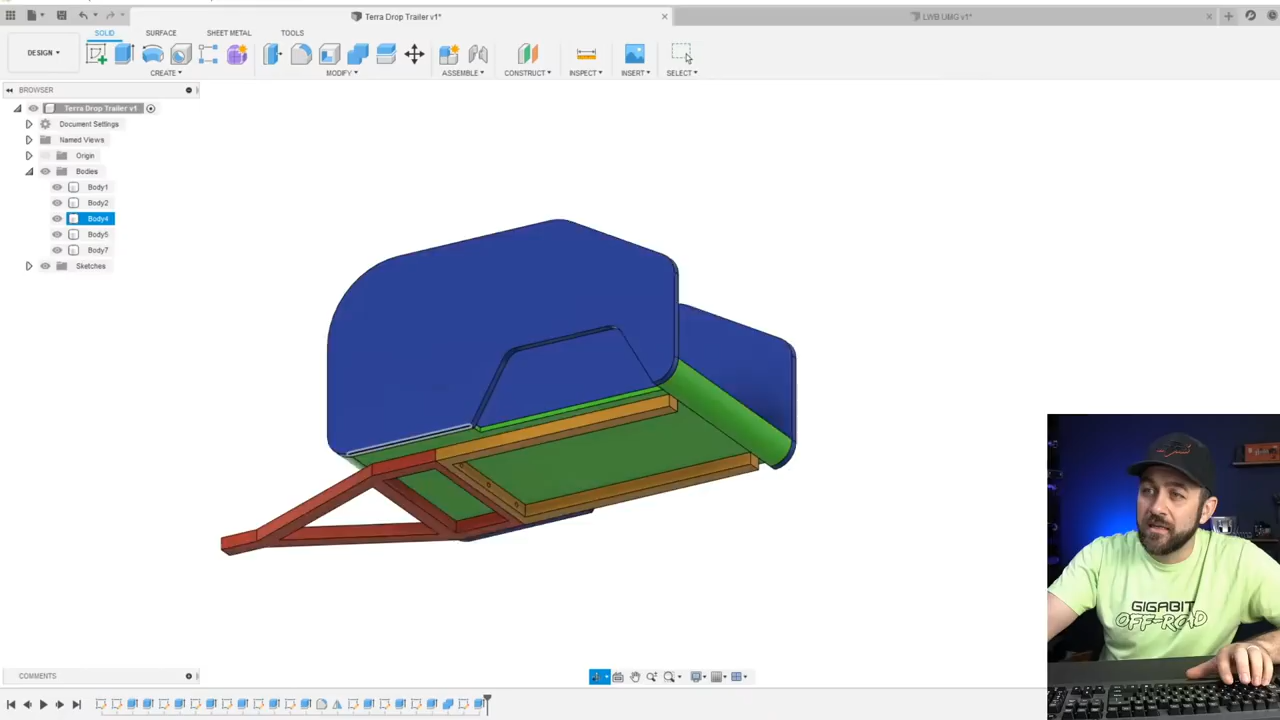 Terra Drop Trailer v1*
LWB UMG v1*
DESIGN
SOLID
SURFACE
SHEET METAL
TOOLS
CREATE
MODIFY
ASSEMBLE
CONSTRUCT
INSPECT
INSERT
SELECT
BROWSER
Terra Drop Trailer v1
Document Settings
Named Views
Origin
Bodies
Body1
Body2
Body4
Body5
Body7
Sketches
GIGABIT
OFF-ROAD
COMMENTS